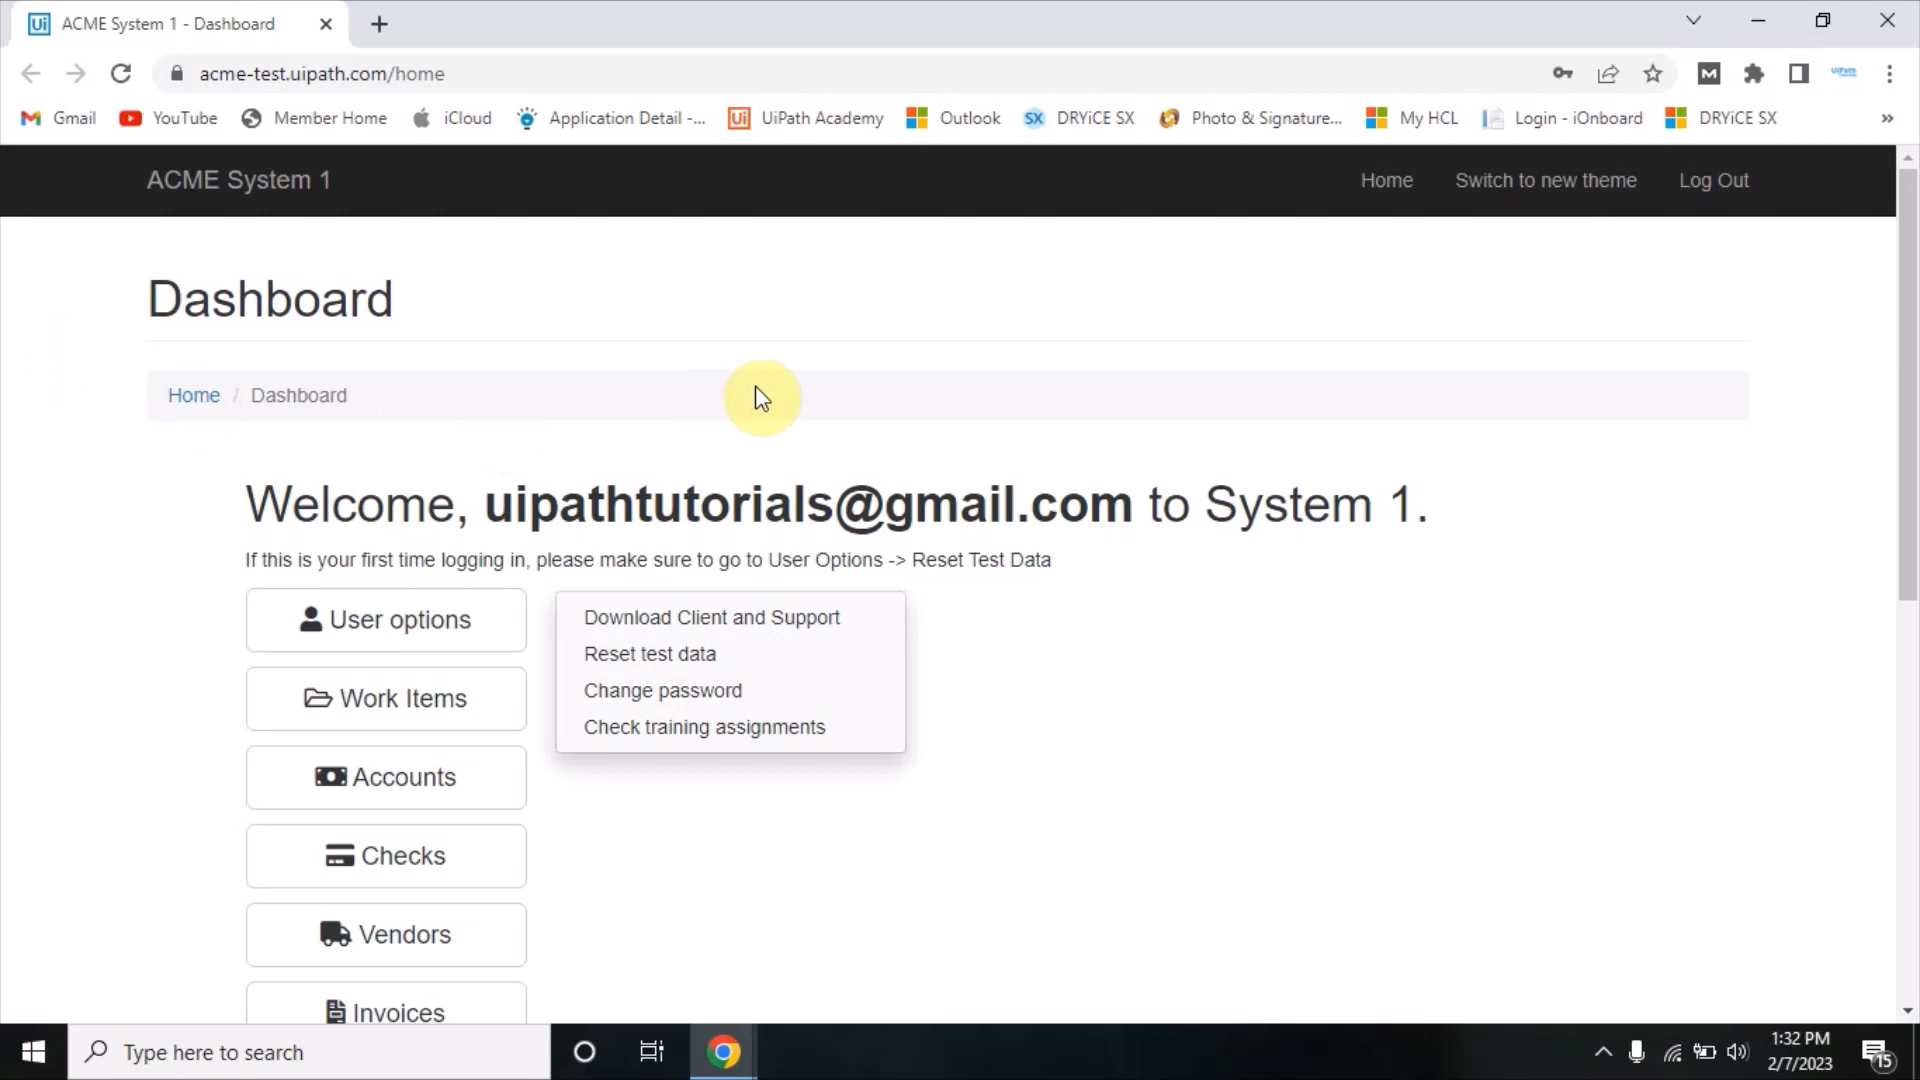 ACME System 1 - Dashboard
acme-test.uipath.com/home
Gmail YouTube Member Home iCloud Application Detail -... UiPath Academy Outlook DRYiCE SX Photo & Signature... My HCL Login - iOnboard DRYiCE SX »
ACME System 1 Home Switch to new theme Log Out
Dashboard
Home / Dashboard
Welcome, uipathtutorials@gmail.com to System 1.
If this is your first time logging in, please make sure to go to User Options -> Reset Test Data
User options
Download Client and Support
Reset test data
Change password
Check training assignments
Work Items
Accounts
Checks
Vendors
Invoices
Type here to search
1:32 PM
2/7/2023
15